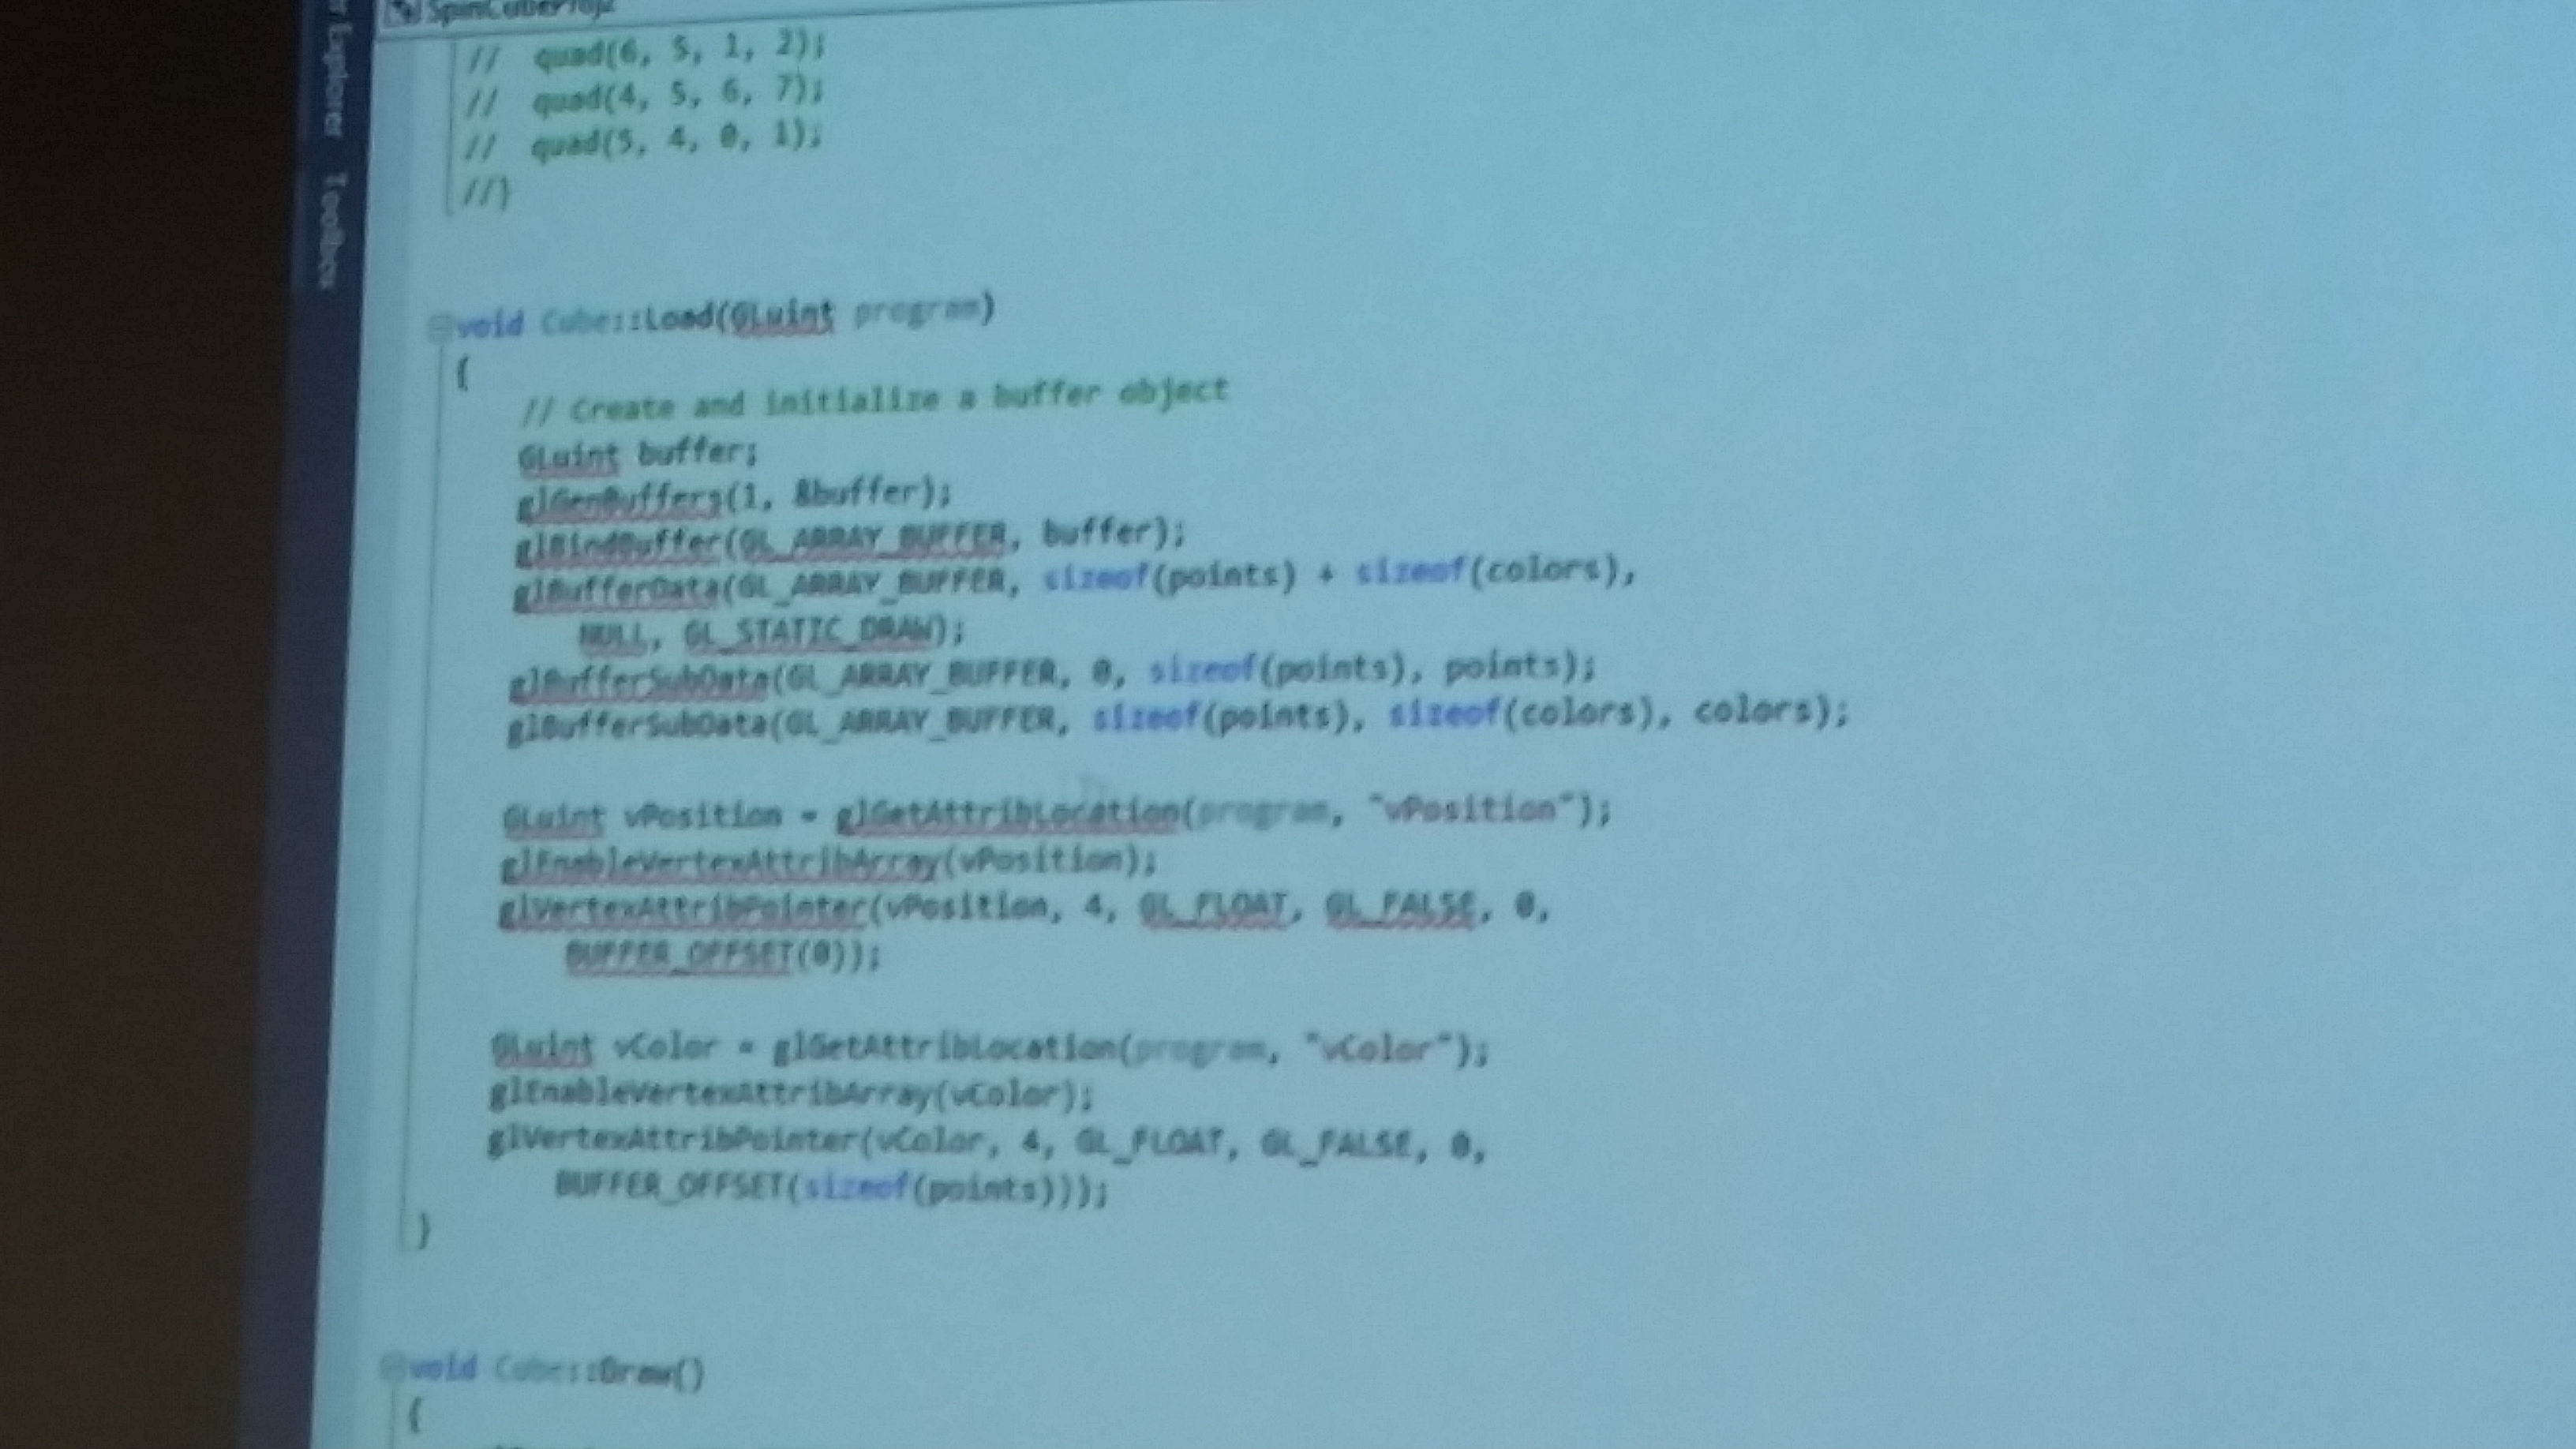 SpinCubeProj2
// quad(6, 5, 1, 2);
// quad(4, 5, 6, 7);
// quad(5, 4, 0, 1);
//}
Explorer Toolbox
void Cube::Load(GLuint program)
{
// Create and initialize a buffer object
GLuint buffer;
glGenBuffers(1, &buffer);
glBindBuffer(GL_ARRAY_BUFFER, buffer);
glBufferData(GL_ARRAY_BUFFER, sizeof(points) + sizeof(colors),
NULL, GL_STATIC_DRAW);
glBufferSubData(GL_ARRAY_BUFFER, 0, sizeof(points), points);
glBufferSubData(GL_ARRAY_BUFFER, sizeof(points), sizeof(colors), colors);
GLuint vPosition = glGetAttribLocation(program, "vPosition");
glEnableVertexAttribArray(vPosition);
glVertexAttribPointer(vPosition, 4, GL_FLOAT, GL_FALSE, 0,
BUFFER_OFFSET(0));
GLuint vColor = glGetAttribLocation(program, "vColor");
glEnableVertexAttribArray(vColor);
glVertexAttribPointer(vColor, 4, GL_FLOAT, GL_FALSE, 0,
BUFFER_OFFSET(sizeof(points)));
}
void Cube::Draw()
{